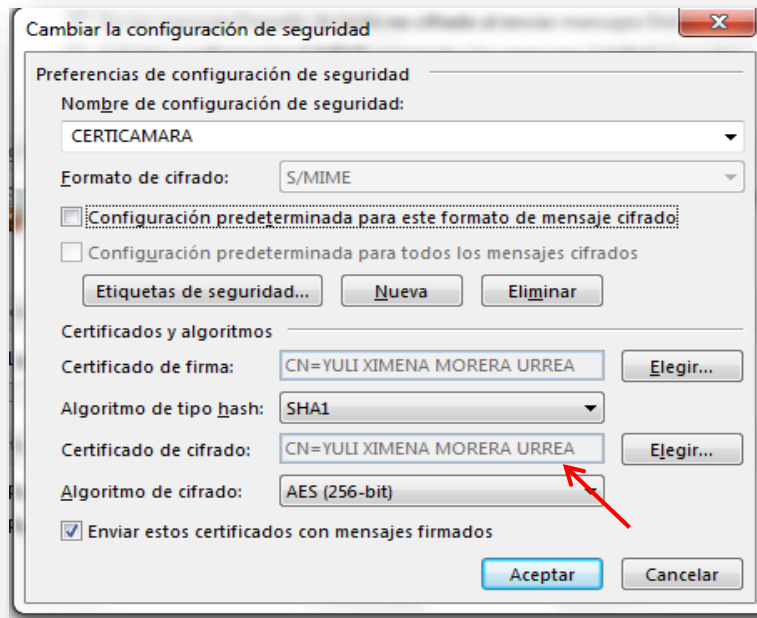 Cambiar la configuración de seguridad
Preferencias de configuración de seguridad
Nombre de configuración de seguridad:
CERTICAMARA
Formato de cifrado: S/MIME
Configuración predeterminada para este formato de mensaje cifrado
Configuración predeterminada para todos los mensajes cifrados
Etiquetas de seguridad... Nueva Eliminar
Certificados y algoritmos
Certificado de firma: CN=YULI XIMENA MORERA URREA Elegir...
Algoritmo de tipo hash: SHA1
Certificado de cifrado: CN=YULI XIMENA MORERA URREA Elegir...
Algoritmo de cifrado: AES (256-bit)
Enviar estos certificados con mensajes firmados
Aceptar Cancelar